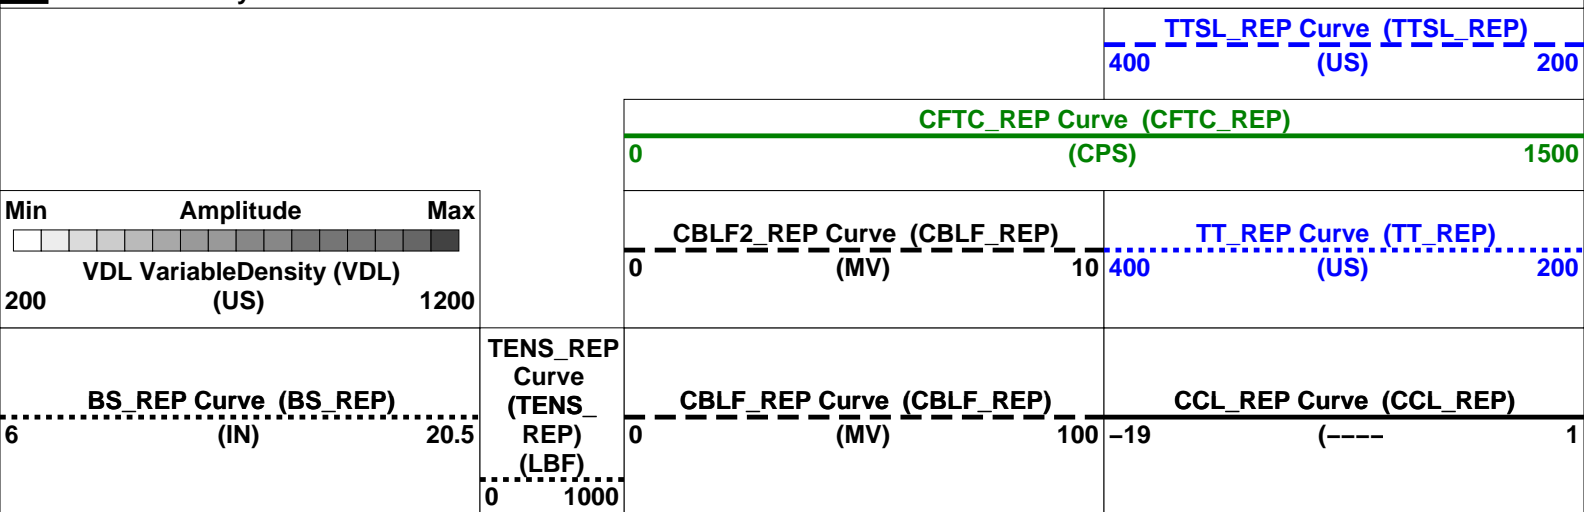 TTSL_REP Curve (TTSL_REP)
400 (US) 200
CFTC_REP Curve (CFTC_REP)
0 (CPS) 1500
Min Amplitude Max
VDL VariableDensity (VDL)
200 (US) 1200
CBLF2_REP Curve (CBLF_REP)
0 (MV) 10
TT_REP Curve (TT_REP)
400 (US) 200
BS_REP Curve (BS_REP)
6 (IN) 20.5
TENS_REP
Curve
(TENS_
REP)
(LBF)
0 1000
CBLF_REP Curve (CBLF_REP)
0 (MV) 100
CCL_REP Curve (CCL_REP)
−19 (−−−− 1